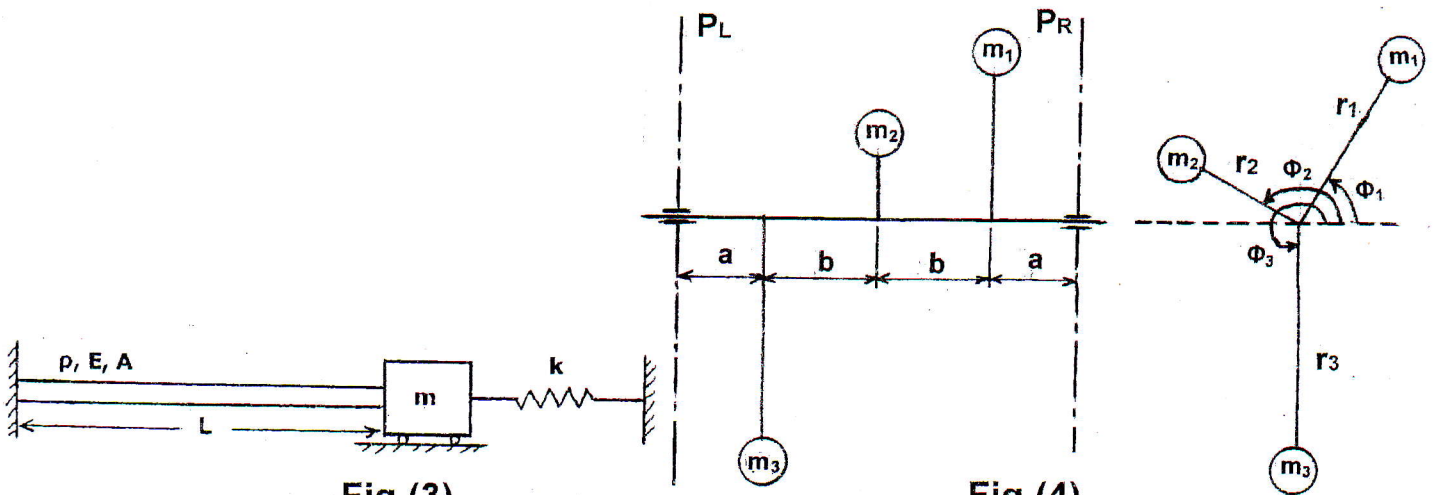 PL
PR
m1
m2
a
b
b
a
m3
m1
r1
m2
r2
Φ2
Φ1
Φ3
r3
m3
ρ, E, A
m
k
L
Fig (3)
Fig (4)